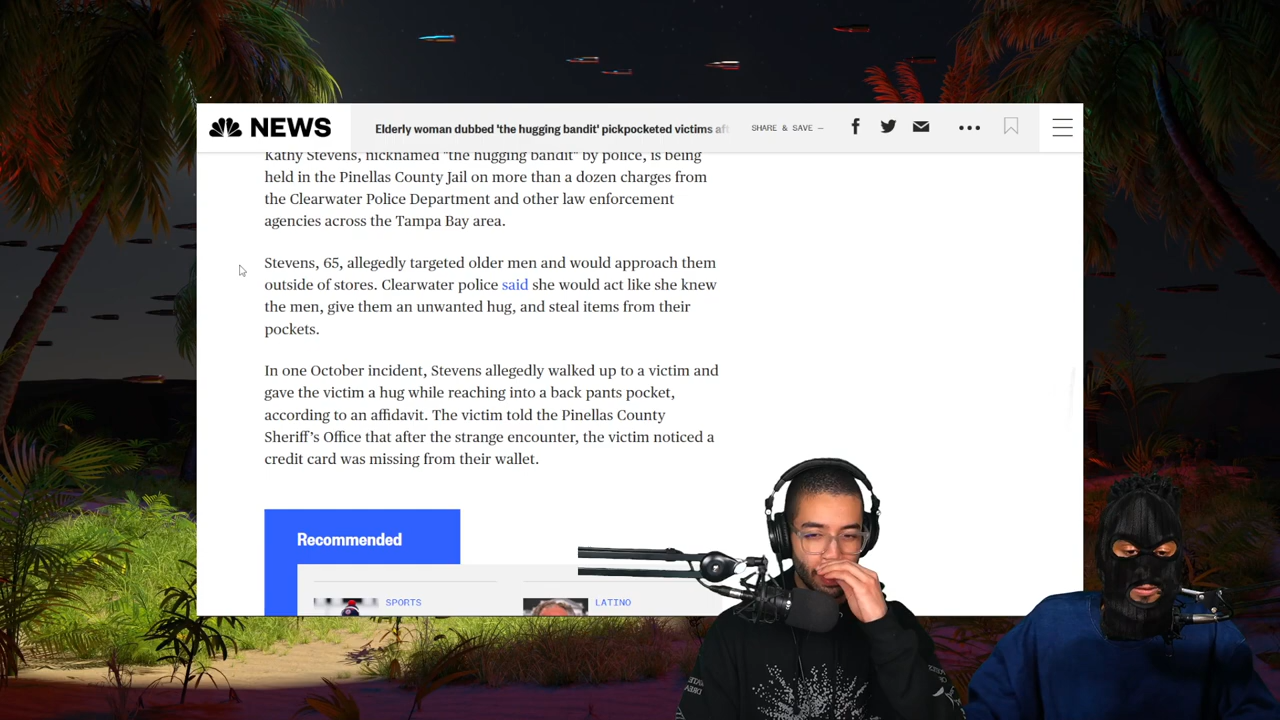 NEWS
Elderly woman dubbed 'the hugging bandit' pickpocketed victims aft
SHARE & SAVE —
Kathy Stevens, nicknamed "the hugging bandit" by police, is being
held in the Pinellas County Jail on more than a dozen charges from
the Clearwater Police Department and other law enforcement
agencies across the Tampa Bay area.
Stevens, 65, allegedly targeted older men and would approach them
outside of stores. Clearwater police said she would act like she knew
the men, give them an unwanted hug, and steal items from their
pockets.
In one October incident, Stevens allegedly walked up to a victim and
gave the victim a hug while reaching into a back pants pocket,
according to an affidavit. The victim told the Pinellas County
Sheriff's Office that after the strange encounter, the victim noticed a
credit card was missing from their wallet.
Recommended
SPORTS
LATINO